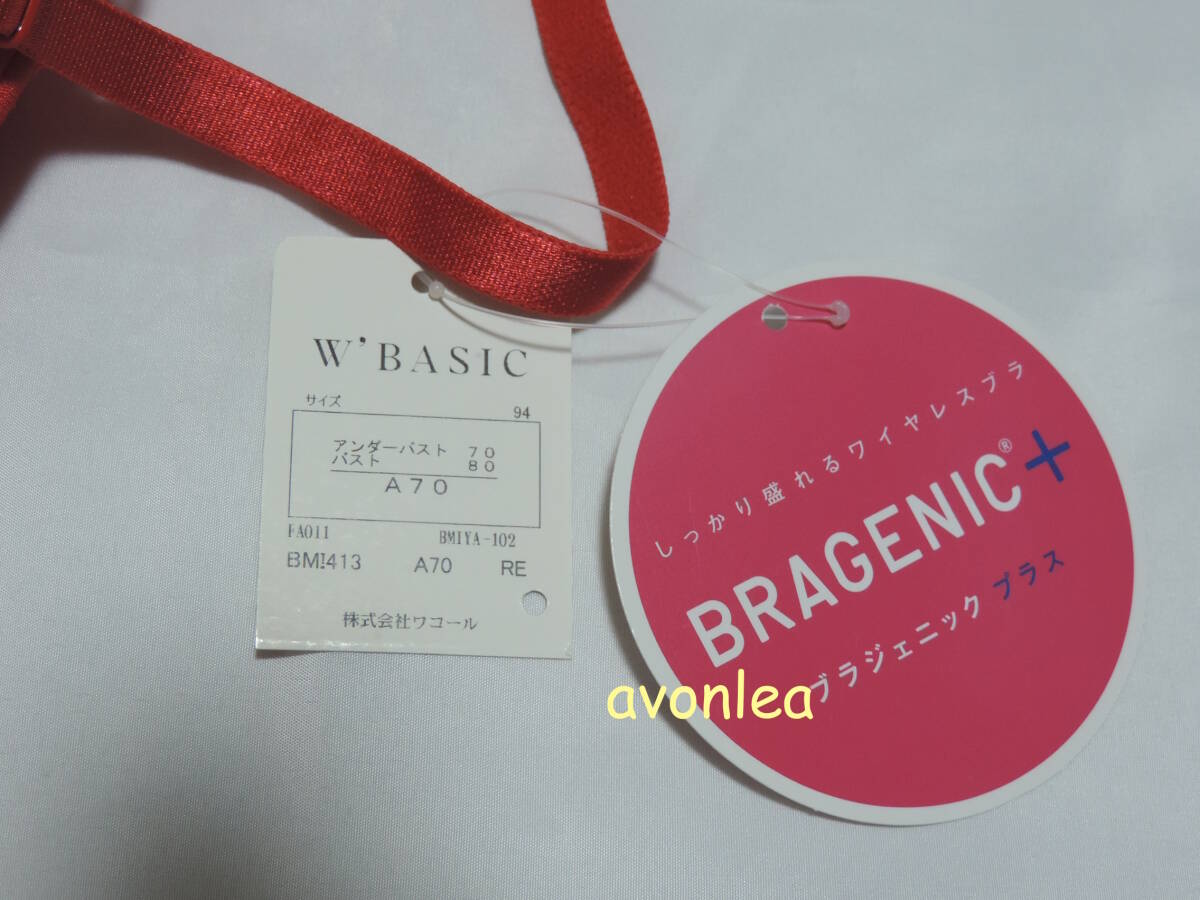 W'BASIC
サイズ 94
アンダーバスト 70
バスト 80
A70
FA011 BMIYA-102
BM!413 A70 RE
株式会社ワコール
しっかり盛れるワイヤレスブラ
BRAGENIC®+
ブラジェニック プラス
avonlea